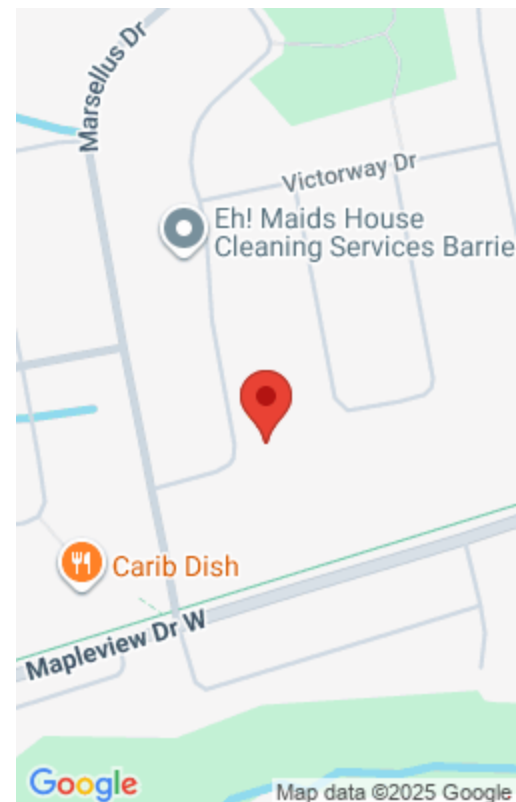 Marsellus Dr
Victorway Dr
Eh! Maids House
Cleaning Services Barrie
Carib Dish
Mapleview Dr W
Google
Map data ©2025 Google